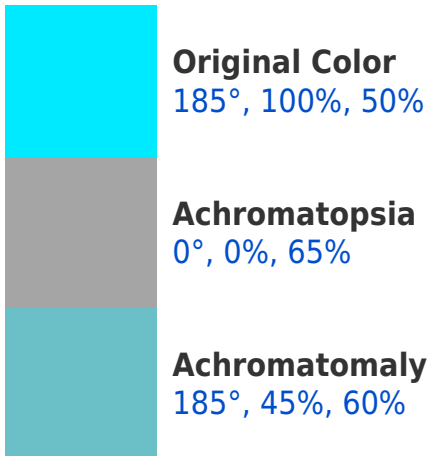 Original Color
185°, 100%, 50%
Achromatopsia
0°, 0%, 65%
Achromatomaly
185°, 45%, 60%